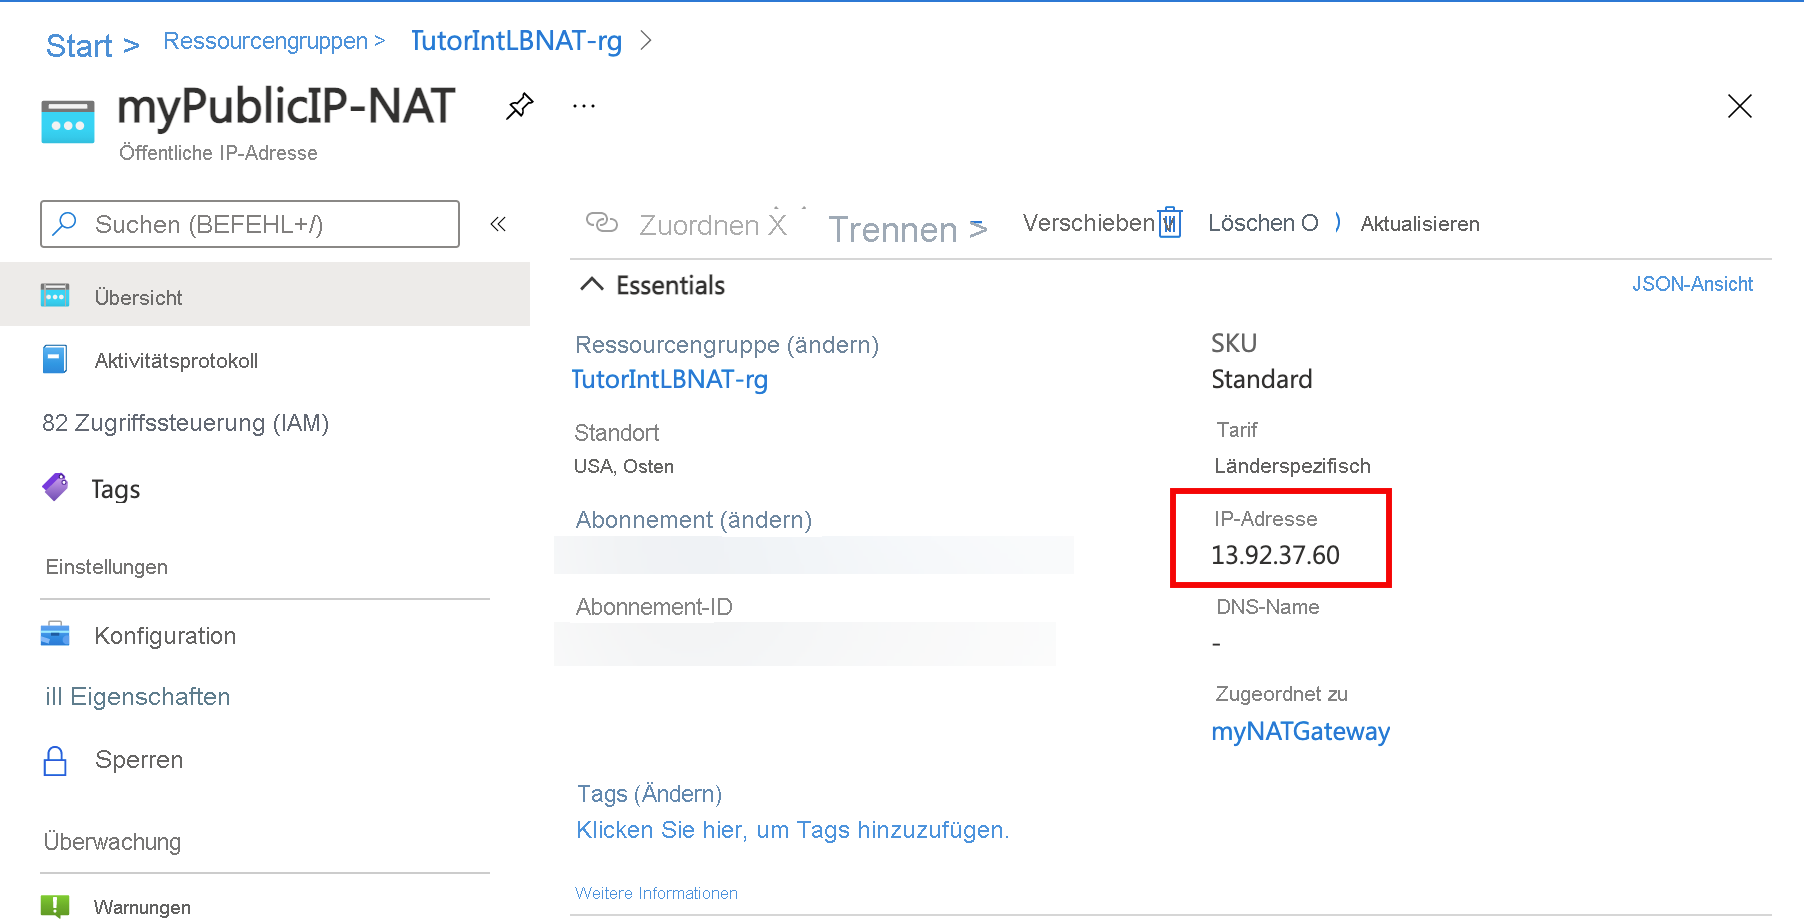 Start > Ressourcengruppen > TutorIntLBNAT-rg >
myPublicIP-NAT ...
Öffentliche IP-Adresse
Suchen (BEFEHL+/) «
Zuordnen X Trennen > Verschieben Löschen O ) Aktualisieren
Übersicht
Aktivitätsprotokoll
82 Zugriffssteuerung (IAM)
Tags
Einstellungen
Konfiguration
ill Eigenschaften
Sperren
Überwachung
Warnungen
Essentials
JSON-Ansicht
Ressourcengruppe (ändern)
TutorIntLBNAT-rg
Standort
USA, Osten
Abonnement (ändern)
Abonnement-ID
SKU
Standard
Tarif
Länderspezifisch
IP-Adresse
13.92.37.60
DNS-Name
-
Zugeordnet zu
myNATGateway
Tags (Ändern)
Klicken Sie hier, um Tags hinzuzufügen.
Weitere Informationen